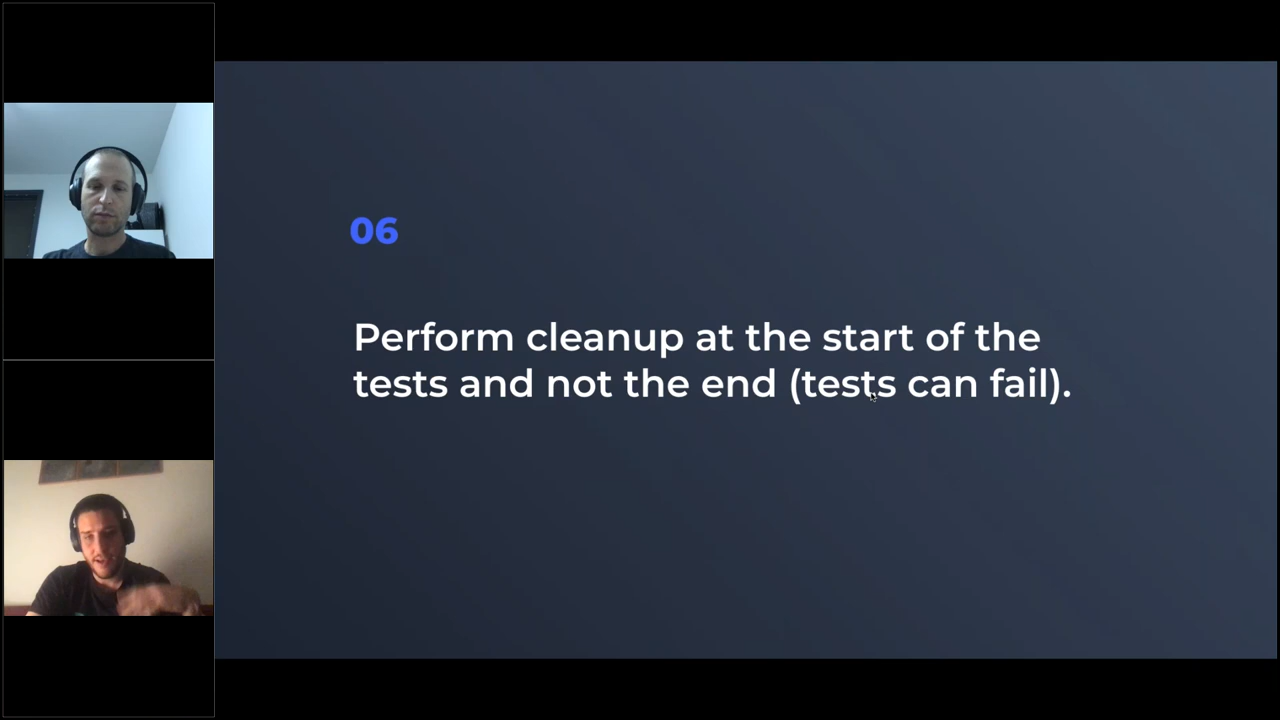 06
Perform cleanup at the start of the
tests and not the end (tests can fail).